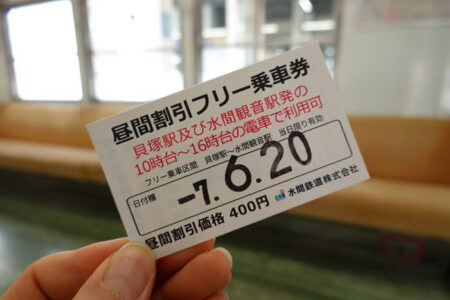 昼間割引フリー乗車券
貝塚駅及び水間観音駅発の
10時台～16時台の電車で利用可
フリー乗車区間 貝塚駅～水間観音駅 当日限り有効
日付欄
-7.6.20
昼間割引価格 400円 水間鉄道株式会社